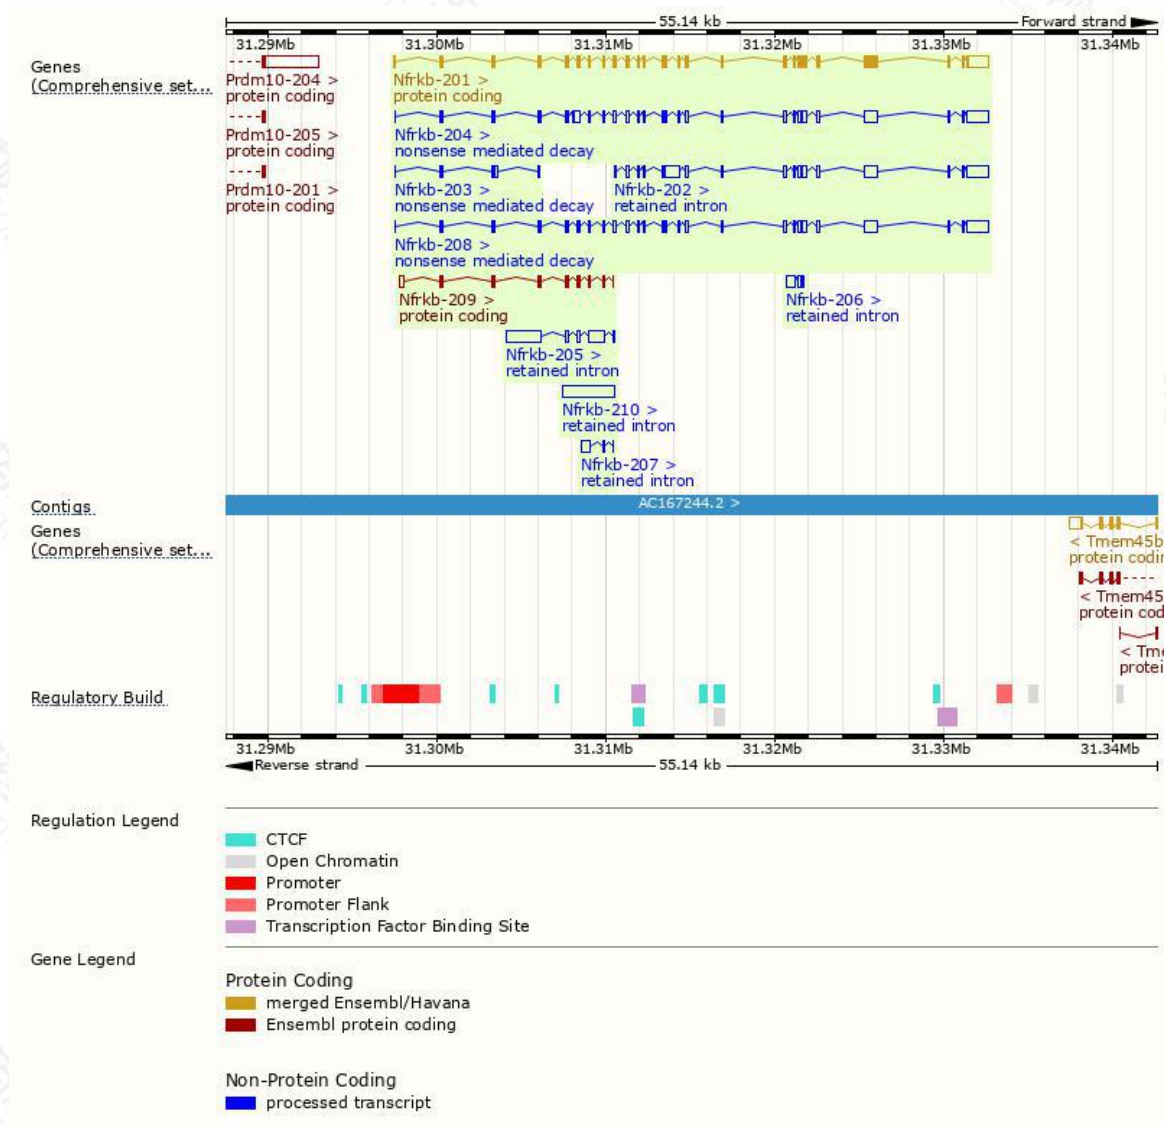 55.14 kb Forward strand
31.29Mb 31.30Mb 31.31Mb 31.32Mb 31.33Mb 31.34Mb
Genes
(Comprehensive set...
Prdm10-204 > Nfrkb-201 >
protein coding protein coding
Prdm10-205 > Nfrkb-204 >
protein coding nonsense mediated decay
Prdm10-201 > Nfrkb-203 > Nfrkb-202 >
protein coding nonsense mediated decay retained intron
Nfrkb-208 >
nonsense mediated decay
Nfrkb-209 > Nfrkb-206 >
protein coding retained intron
Nfrkb-205 >
retained intron
Nfrkb-210 >
retained intron
Nfrkb-207 >
retained intron
Contigs AC167244.2 >
Genes
(Comprehensive set...
< Tmem45b
protein codin
< Tmem45
protein cod
< Tme
protei
Regulatory Build
31.29Mb 31.30Mb 31.31Mb 31.32Mb 31.33Mb 31.34Mb
Reverse strand 55.14 kb
Regulation Legend
CTCF
Open Chromatin
Promoter
Promoter Flank
Transcription Factor Binding Site
Gene Legend
Protein Coding
merged Ensembl/Havana
Ensembl protein coding
Non-Protein Coding
processed transcript